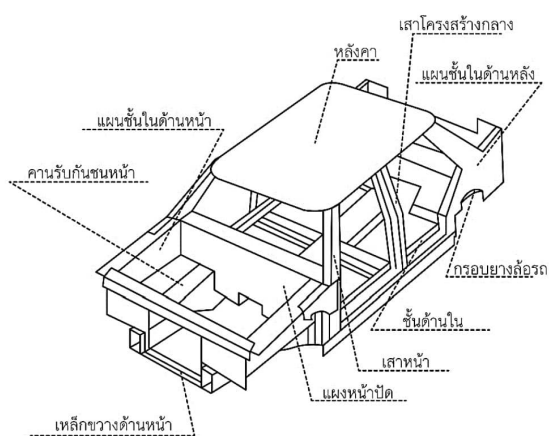 เสาโครงสร้างกลาง
หลังคา
แผนชั้นในด้านหลัง
แผนชั้นในด้านหน้า
คานรับกันชนหน้า
กรอบยางล้อรถ
ชั้นด้านใน
เสาหน้า
แผงหน้าปัด
เหล็กขวางด้านหน้า